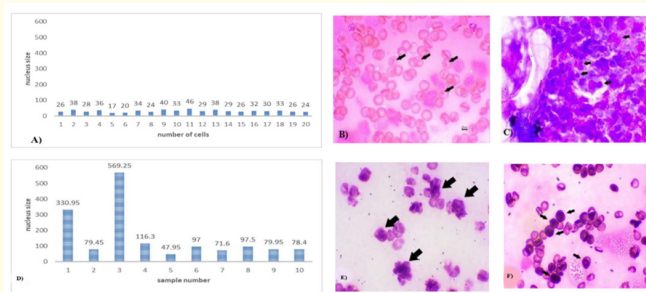 600
500
400
300
200
100
0
nucleus size
26 38 28 36 17 20 34 24 40 33 46 29 38 29 26 32 30 33 26 24
1 2 3 4 5 6 7 8 9 10 11 12 13 14 15 16 17 18 19 20
number of cells
A)
B)
C)
600
500
400
300
200
100
0
nucleus size
330.95 79.45 569.25 116.3 47.95 97 71.6 97.5 79.95 78.4
1 2 3 4 5 6 7 8 9 10
sample number
D)
E)
F)